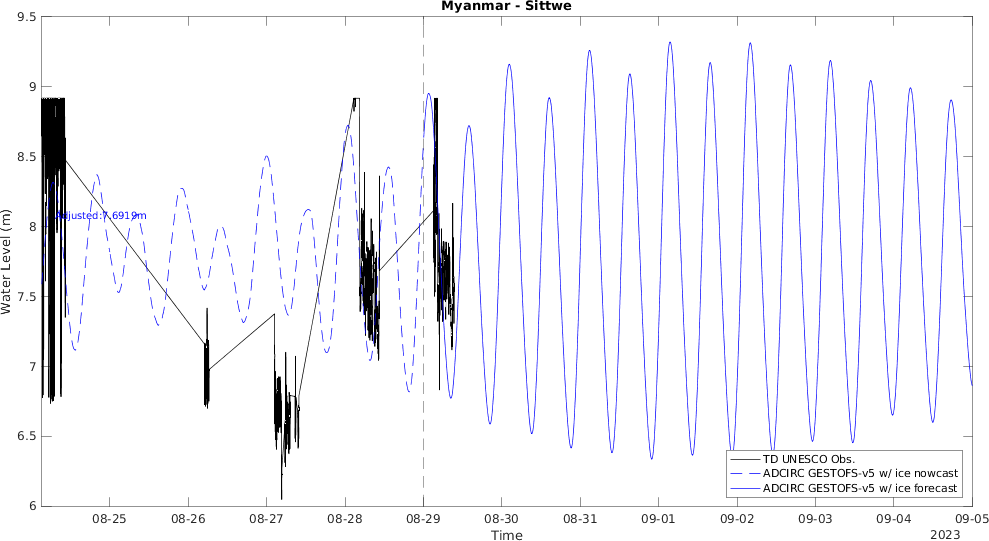 Myanmar - Sittwe
9.5
9
8.5
8
7.5
7
6.5
6
Water Level (m)
Adjusted:7.6919m
TD UNESCO Obs.
ADCIRC GESTOFS-v5 w/ ice nowcast
ADCIRC GESTOFS-v5 w/ ice forecast
08-25 08-26 08-27 08-28 08-29 08-30 08-31 09-01 09-02 09-03 09-04 09-05
Time
2023